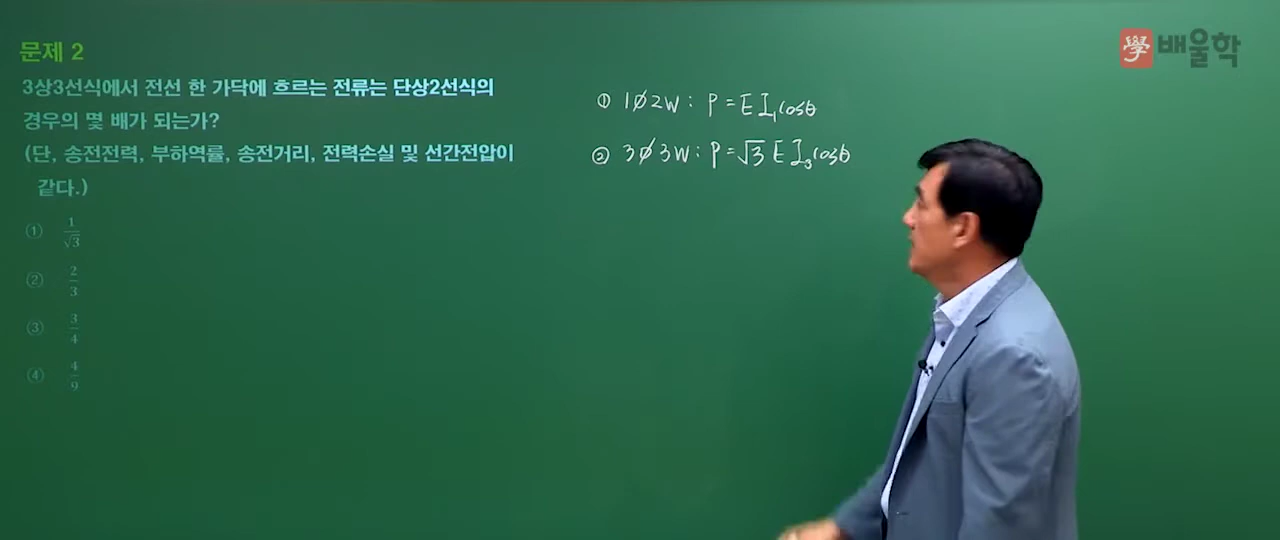 學 배울학
문제 2
3상3선식에서 전선 한 가닥에 흐르는 전류는 단상2선식의
경우의 몇 배가 되는가?
(단, 송전전력, 부하역률, 송전거리, 전력손실 및 선간전압이
같다.)
① 1/√3
② 2/3
③ 3/4
④ 4/9
① 1∅2W : P = EI₁cosθ
② 3∅3W : P = √3 EI₃cosθ